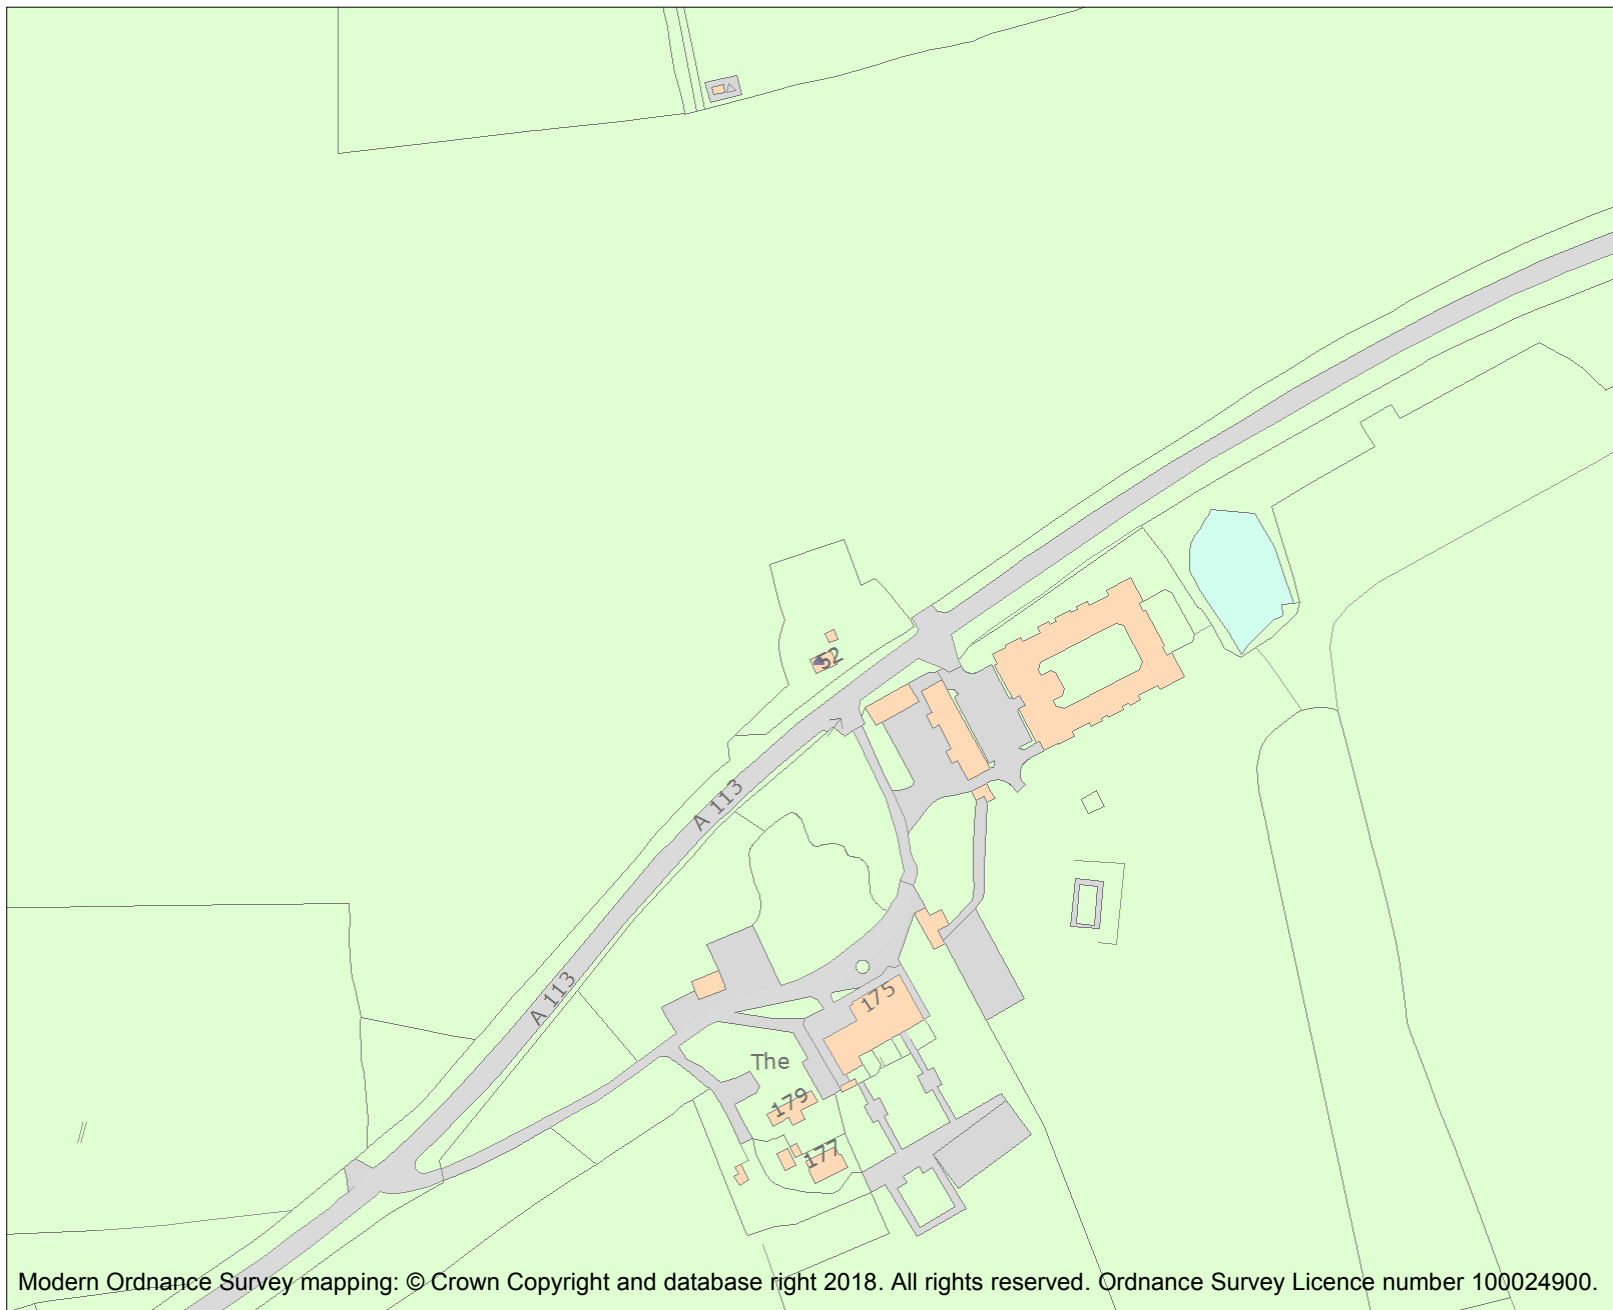 52
A 113
A 113
175
The
179
177
Modern Ordnance Survey mapping: © Crown Copyright and database right 2018. All rights reserved. Ordnance Survey Licence number 100024900.